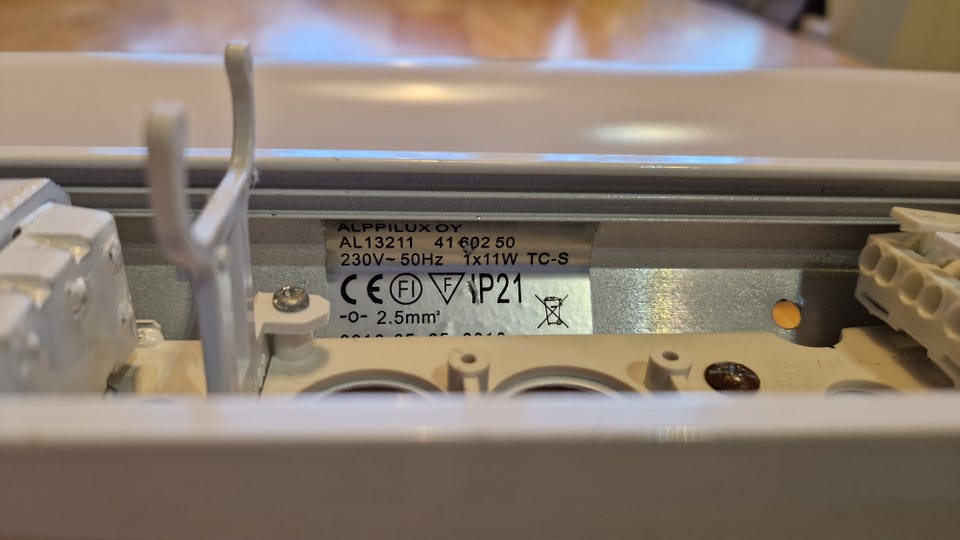 ALPPILUX OY
AL13211 41 602 50
230V~ 50Hz 1x11W TC-S
CE FI F IP21
-O- 2.5mm²